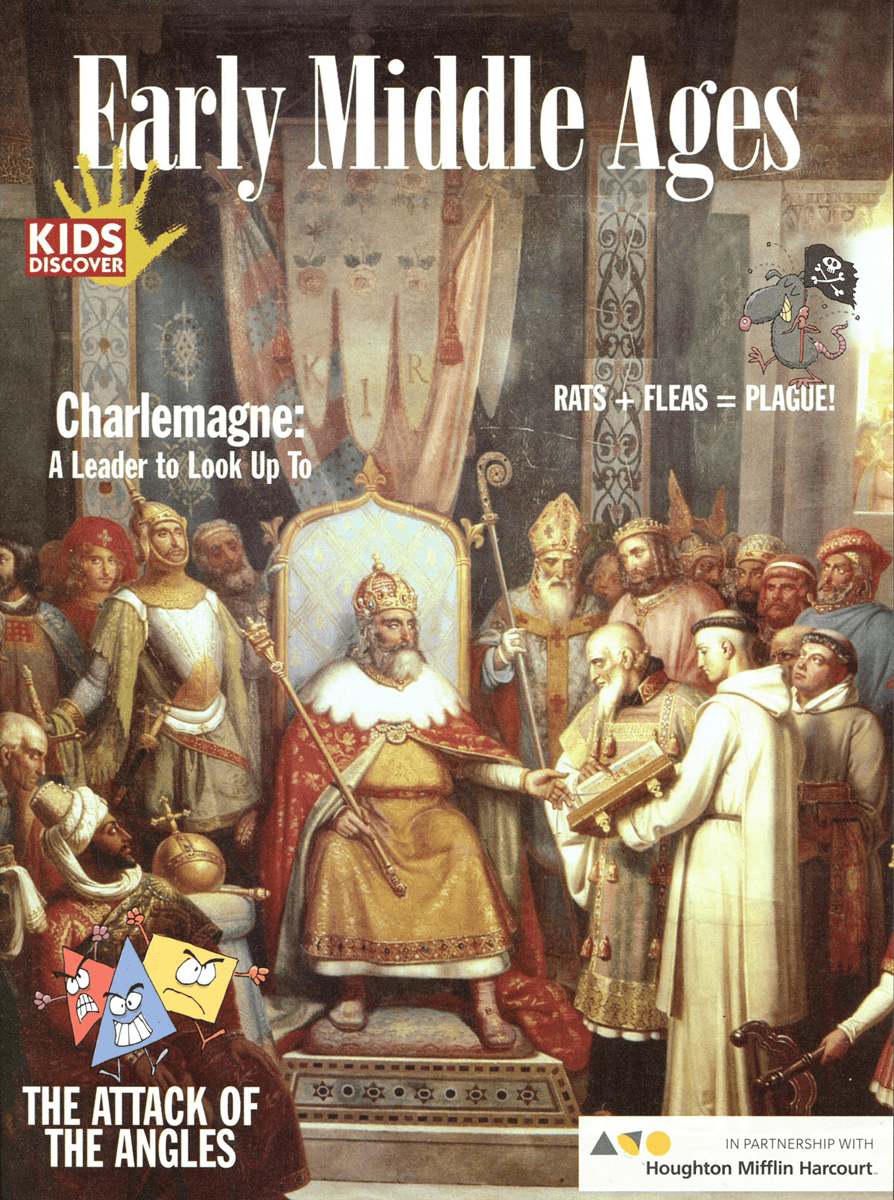 Early Middle Ages
KIDS
DISCOVER
Charlemagne:
A Leader to Look Up To
RATS + FLEAS = PLAGUE!
K I R
THE ATTACK OF
THE ANGLES
IN PARTNERSHIP WITH
Houghton Mifflin Harcourt